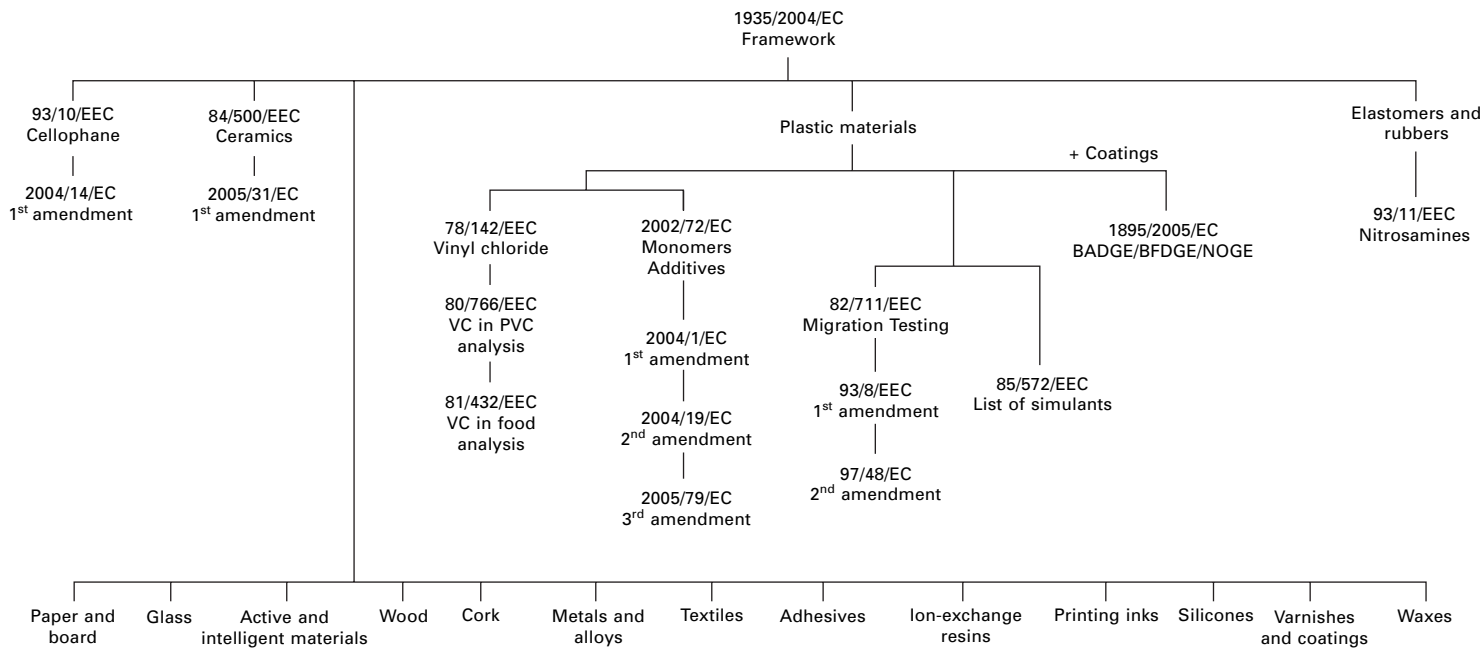 1935/2004/EC
Framework
93/10/EEC
Cellophane
2004/14/EC
1st amendment
84/500/EEC
Ceramics
2005/31/EC
1st amendment
Plastic materials
+ Coatings
78/142/EEC
Vinyl chloride
80/766/EEC
VC in PVC
analysis
81/432/EEC
VC in food
analysis
2002/72/EC
Monomers
Additives
2004/1/EC
1st amendment
2004/19/EC
2nd amendment
2005/79/EC
3rd amendment
82/711/EEC
Migration Testing
93/8/EEC
1st amendment
97/48/EC
2nd amendment
85/572/EEC
List of simulants
1895/2005/EC
BADGE/BFDGE/NOGE
Elastomers and
rubbers
93/11/EEC
Nitrosamines
Paper and
board
Glass
Active and
intelligent materials
Wood
Cork
Metals and
alloys
Textiles
Adhesives
Ion-exchange
resins
Printing inks
Silicones
Varnishes
and coatings
Waxes